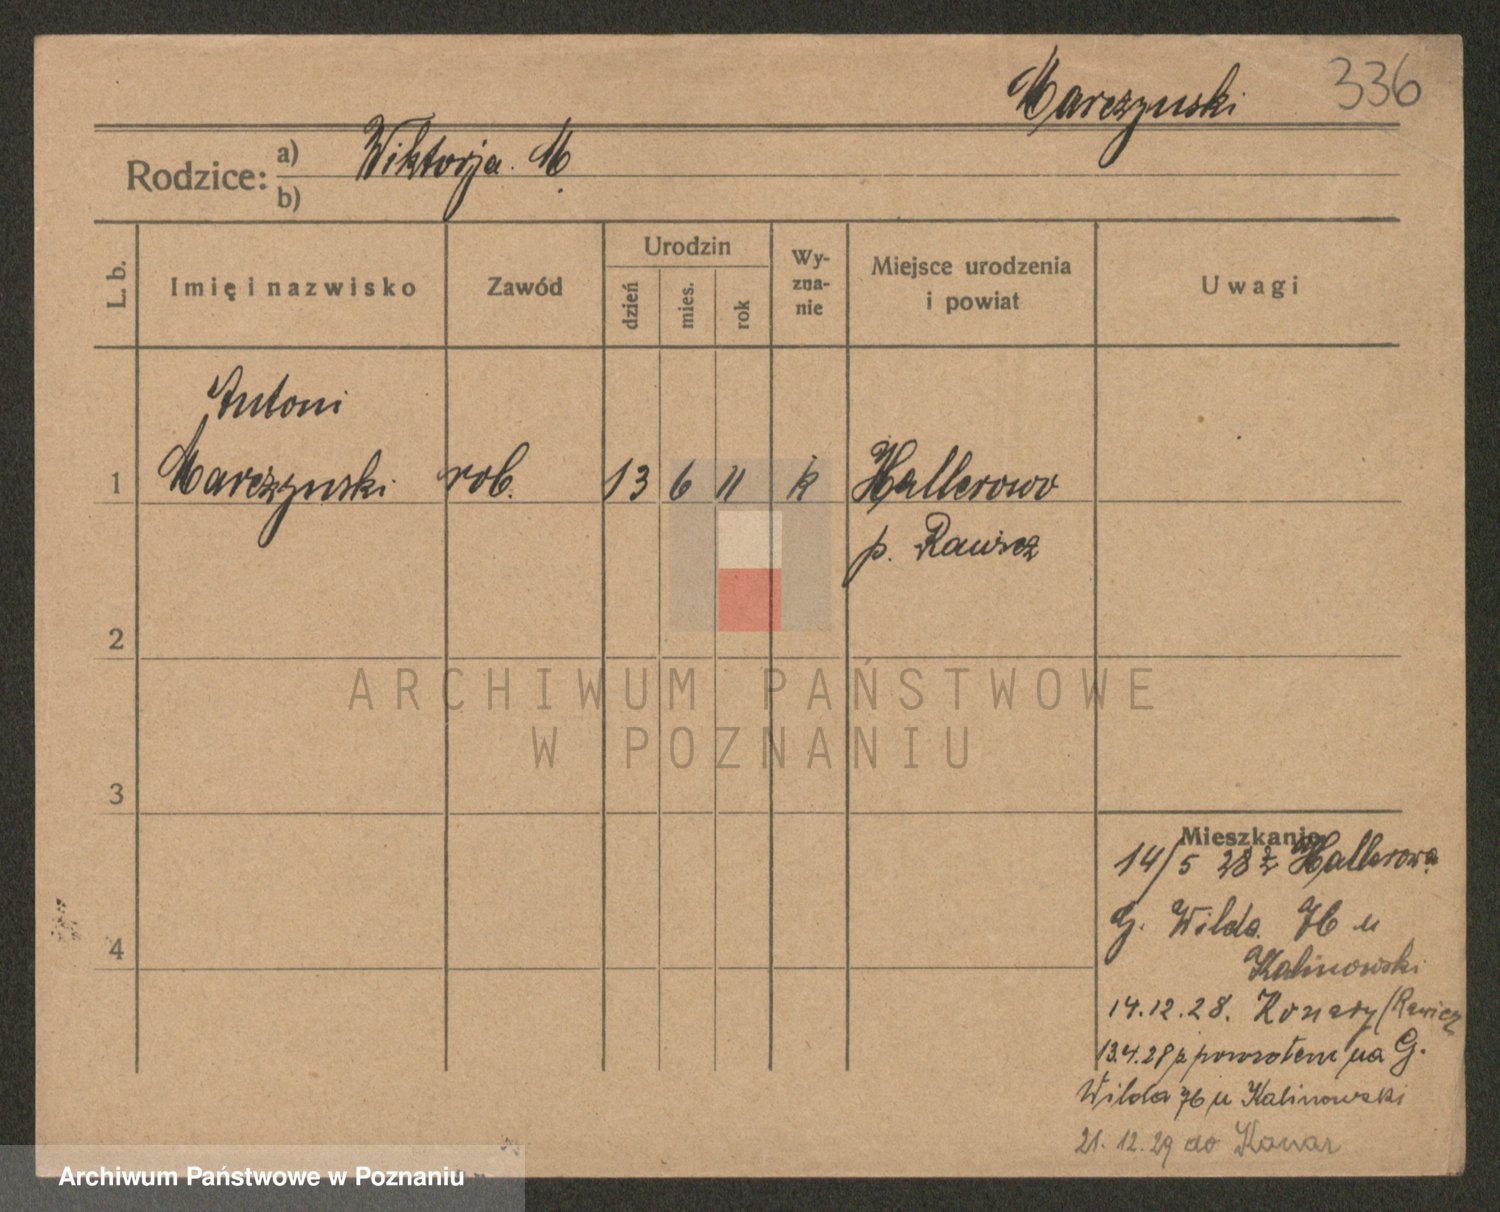 Marczyński 336
Rodzice: a) Wiktorja M.
b)
L. b. Imię i nazwisko Zawód Urodzin dzień mies. rok Wy-zna-nie Miejsce urodzenia i powiat Uwagi
Antoni
1 Marczyński rob. 13 6 11 k Hallerowo
p. Rawicz
2
ARCHIWUM PAŃSTWOWE
W POZNANIU
3
Mieszkanie
14/5 28 z Hallerowa
4 G. Wilda 76 u
Kalinowski
14.12.28. Konary (Rawicz
13.4.29 z powrotem na G.
Wilda 76 u Kalinowski
21.12.29 do Konar
Archiwum Państwowe w Poznaniu